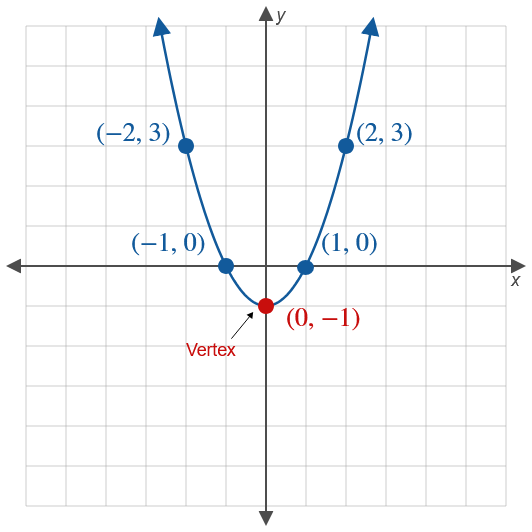 y
(−2, 3)
(2, 3)
(−1, 0)
(1, 0)
x
(0, −1)
Vertex